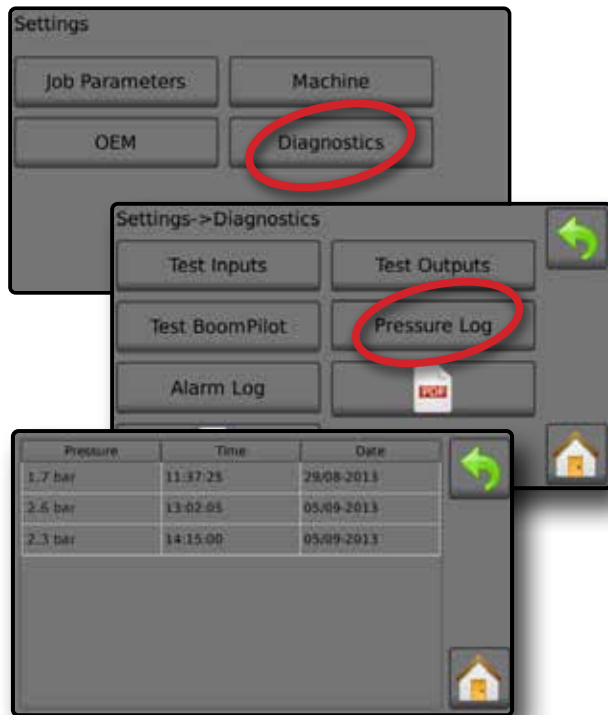 Settings
Job Parameters Machine
OEM Diagnostics
Settings->Diagnostics
Test Inputs Test Outputs
Test BoomPilot Pressure Log
Alarm Log PDF
Pressure Time Date
1.7 bar 11:37:25 29/08-2013
2.6 bar 13:02:05 05/09-2013
2.3 bar 14:15:00 05/09-2013